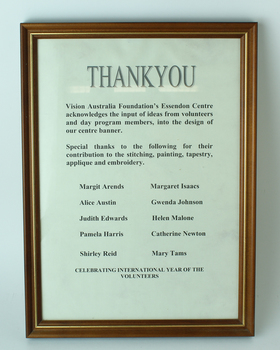 THANKYOU
Vision Australia Foundation's Essendon Centre
acknowledges the input of ideas from volunteers
and day program members, into the design of
our centre banner.
Special thanks to the following for their
contribution to the stitching, painting, tapestry,
applique and embroidery.
Margit Arends Margaret Isaacs
Alice Austin Gwenda Johnson
Judith Edwards Helen Malone
Pamela Harris Catherine Newton
Shirley Reid Mary Tams
CELEBRATING INTERNATIONAL YEAR OF THE
VOLUNTEERS